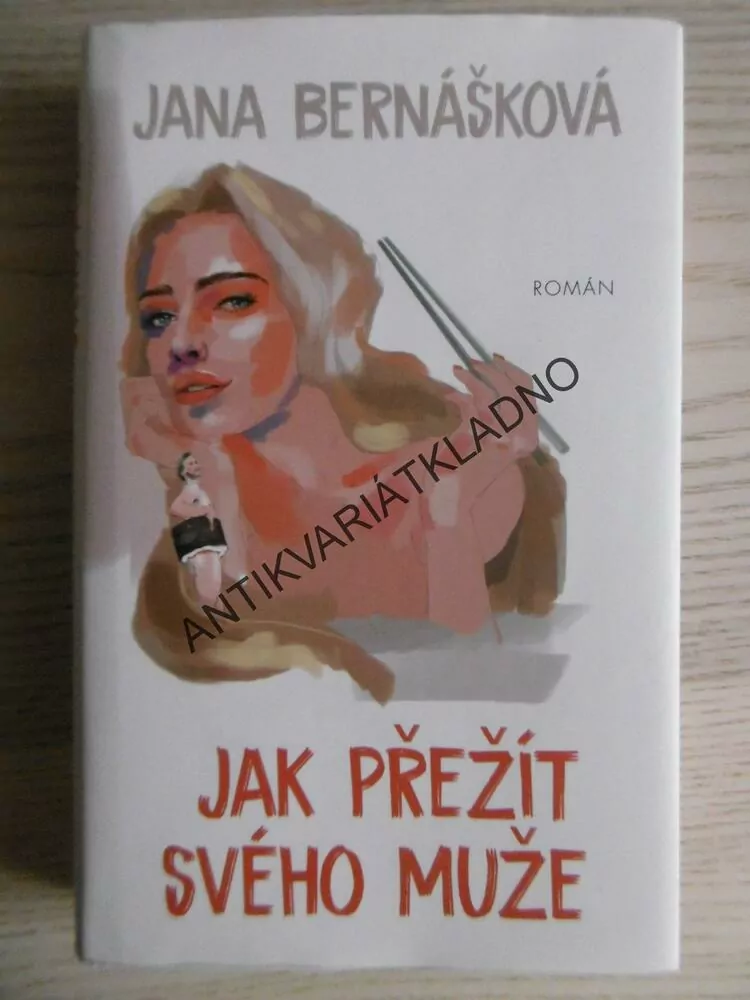 JANA BERNÁŠKOVÁ
ROMÁN
ANTIKVARIÁTKLADNO
JAK PŘEŽÍT
SVÉHO MUŽE